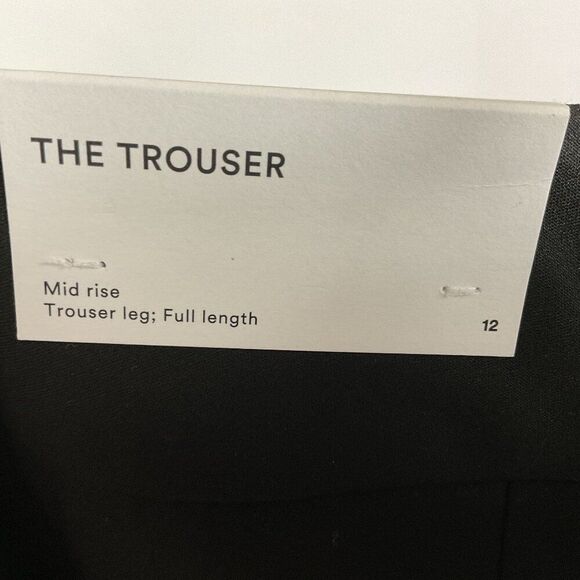 THE TROUSER
Mid rise
Trouser leg; Full length
12